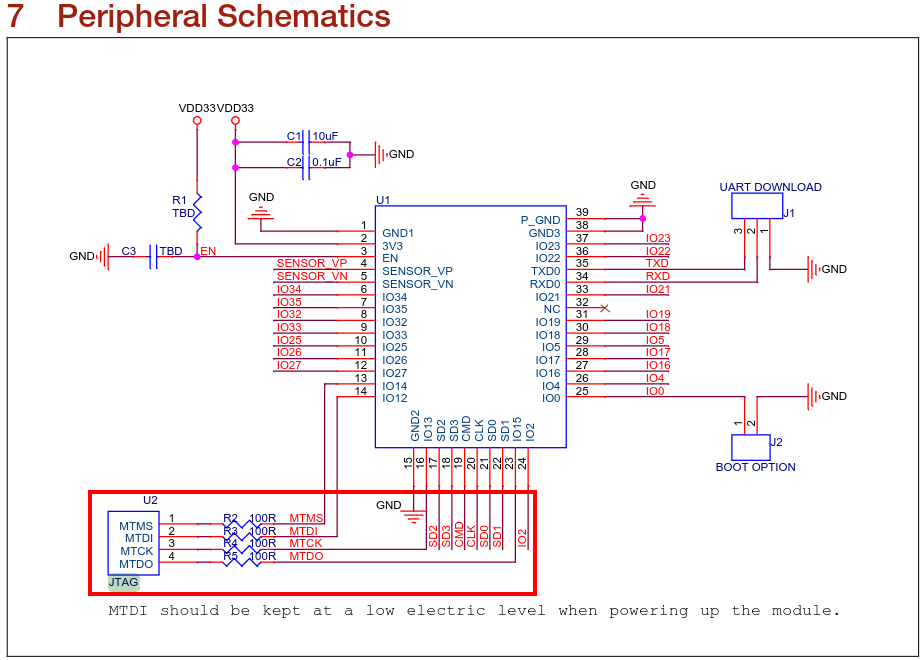 7 Peripheral Schematics
VDD33 VDD33
C1 10uF
GND
C2 0.1uF
R1
TBD
GND
GND
UART DOWNLOAD
U1
J1
3 2 1
GND C3 TBD EN
GND
1 GND1
2 3V3
3 EN
SENSOR_VP 4 SENSOR_VP
SENSOR_VN 5 SENSOR_VN
IO34 6 IO34
IO35 7 IO35
IO32 8 IO32
IO33 9 IO33
IO25 10 IO25
IO26 11 IO26
IO27 12 IO27
13 IO14
14 IO12
P_GND 39
GND3 38
IO23 37 IO23
IO22 36 IO22
TXD0 35 TXD
RXD0 34 RXD
IO21 33 IO21
NC 32
IO19 31 IO19
IO18 30 IO18
IO5 29 IO5
IO17 28 IO17
IO16 27 IO16
IO4 26 IO4
IO0 25 IO0
GND
1 2
J2
BOOT OPTION
GND2 IO13 SD2 SD3 CMD CLK SD0 SD1 IO15 IO2
15 16 17 18 19 20 21 22 23 24
GND
SD2 SD3 CMD CLK SD0 SD1 IO2
U2
MTMS 1 R2 100R MTMS
MTDI 2 R3 100R MTDI
MTCK 3 R4 100R MTCK
MTDO 4 R5 100R MTDO
JTAG
MTDI should be kept at a low electric level when powering up the module.